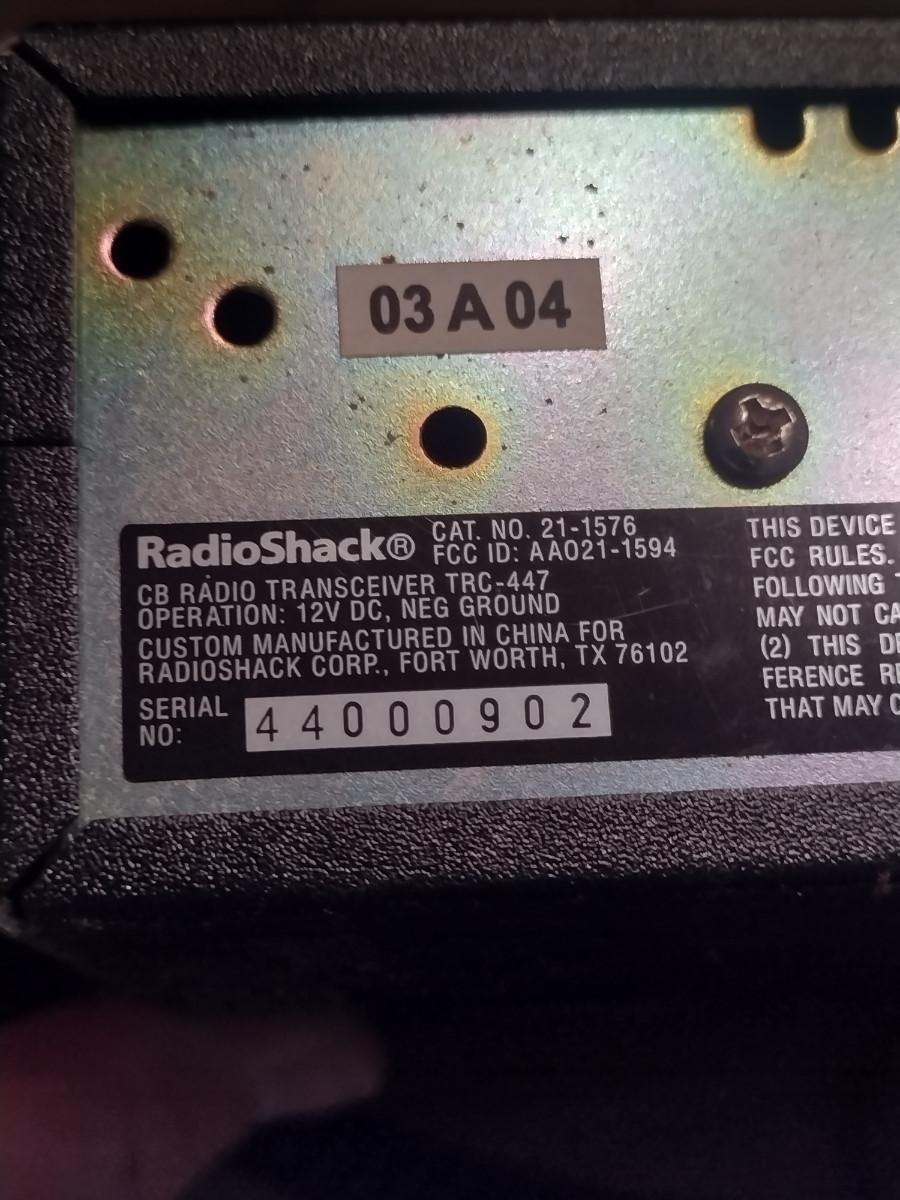 03 A 04
RadioShack®
CAT. NO. 21-1576
FCC ID: AAO21-1594
CB RADIO TRANSCEIVER TRC-447
OPERATION: 12V DC, NEG GROUND
CUSTOM MANUFACTURED IN CHINA FOR
RADIOSHACK CORP., FORT WORTH, TX 76102
SERIAL
NO:
44000902
THIS DEVICE
FCC RULES.
FOLLOWING
MAY NOT
(2) THIS
FERENCE
THAT MAY